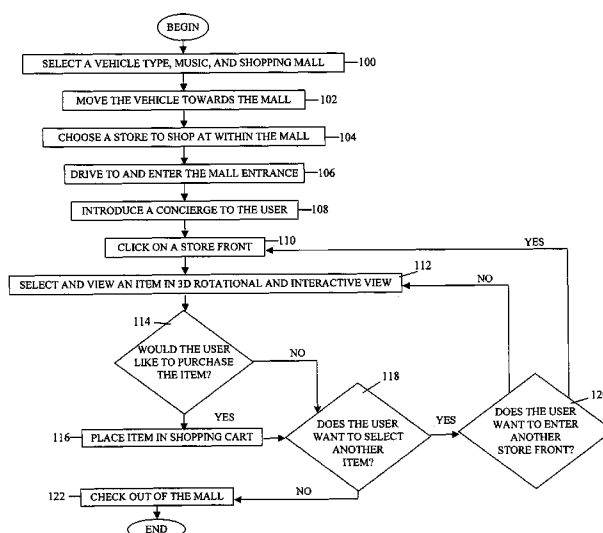 BEGIN
SELECT A VEHICLE TYPE, MUSIC, AND SHOPPING MALL
100
MOVE THE VEHICLE TOWARDS THE MALL
102
CHOOSE A STORE TO SHOP AT WITHIN THE MALL
104
DRIVE TO AND ENTER THE MALL ENTRANCE
106
INTRODUCE A CONCIERGE TO THE USER
108
CLICK ON A STORE FRONT
110
YES
SELECT AND VIEW AN ITEM IN 3D ROTATIONAL AND INTERACTIVE VIEW
112
NO
114
WOULD THE USER
LIKE TO PURCHASE
THE ITEM?
NO
118
YES
116
PLACE ITEM IN SHOPPING CART
DOES THE USER
WANT TO SELECT
ANOTHER
ITEM?
YES
DOES THE USER
WANT TO ENTER
ANOTHER
STORE FRONT?
NO
122
CHECK OUT OF THE MALL
END